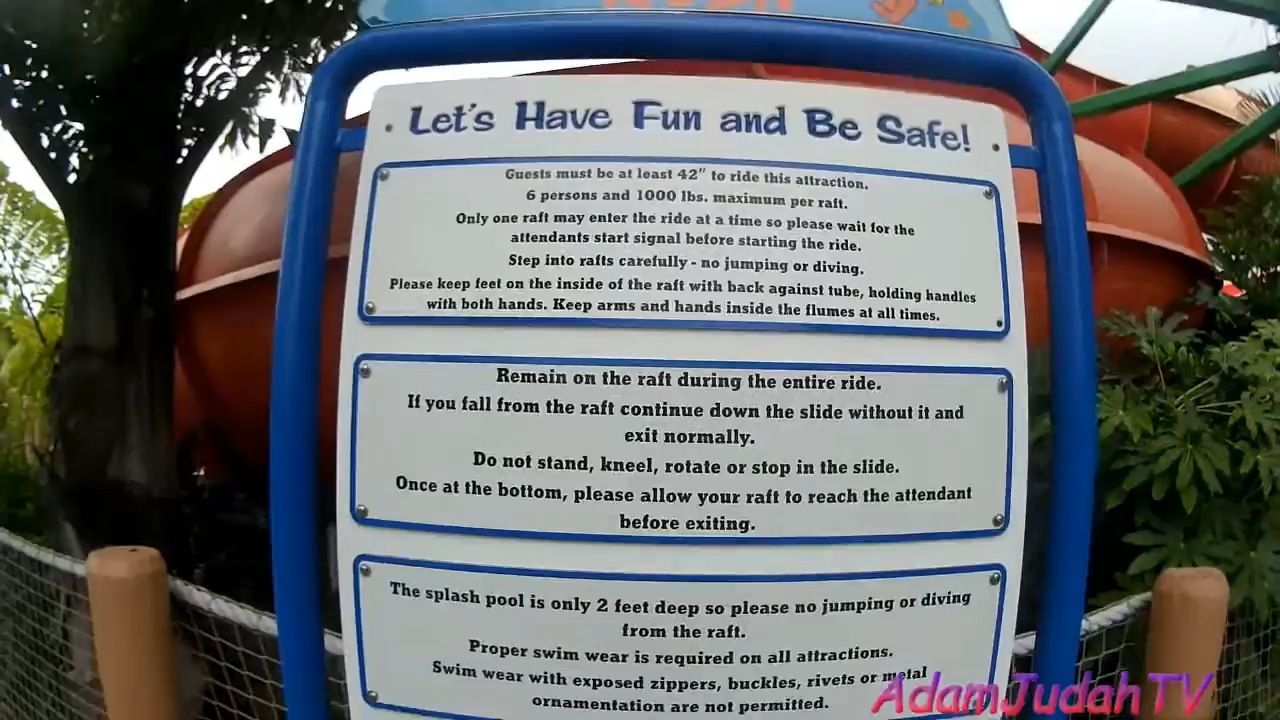 Let's Have Fun and Be Safe!
Guests must be at least 42" to ride this attraction.
6 persons and 1000 lbs. maximum per raft.
Only one raft may enter the ride at a time so please wait for the
attendants start signal before starting the ride.
Step into rafts carefully - no jumping or diving.
Please keep feet on the inside of the raft with back against tube, holding handles
with both hands. Keep arms and hands inside the flumes at all times.
Remain on the raft during the entire ride.
If you fall from the raft continue down the slide without it and
exit normally.
Do not stand, kneel, rotate or stop in the slide.
Once at the bottom, please allow your raft to reach the attendant
before exiting.
The splash pool is only 2 feet deep so please no jumping or diving
from the raft.
Proper swim wear is required on all attractions.
Swim wear with exposed zippers, buckles, rivets or metal
ornamentation are not permitted.
AdamJudahTV